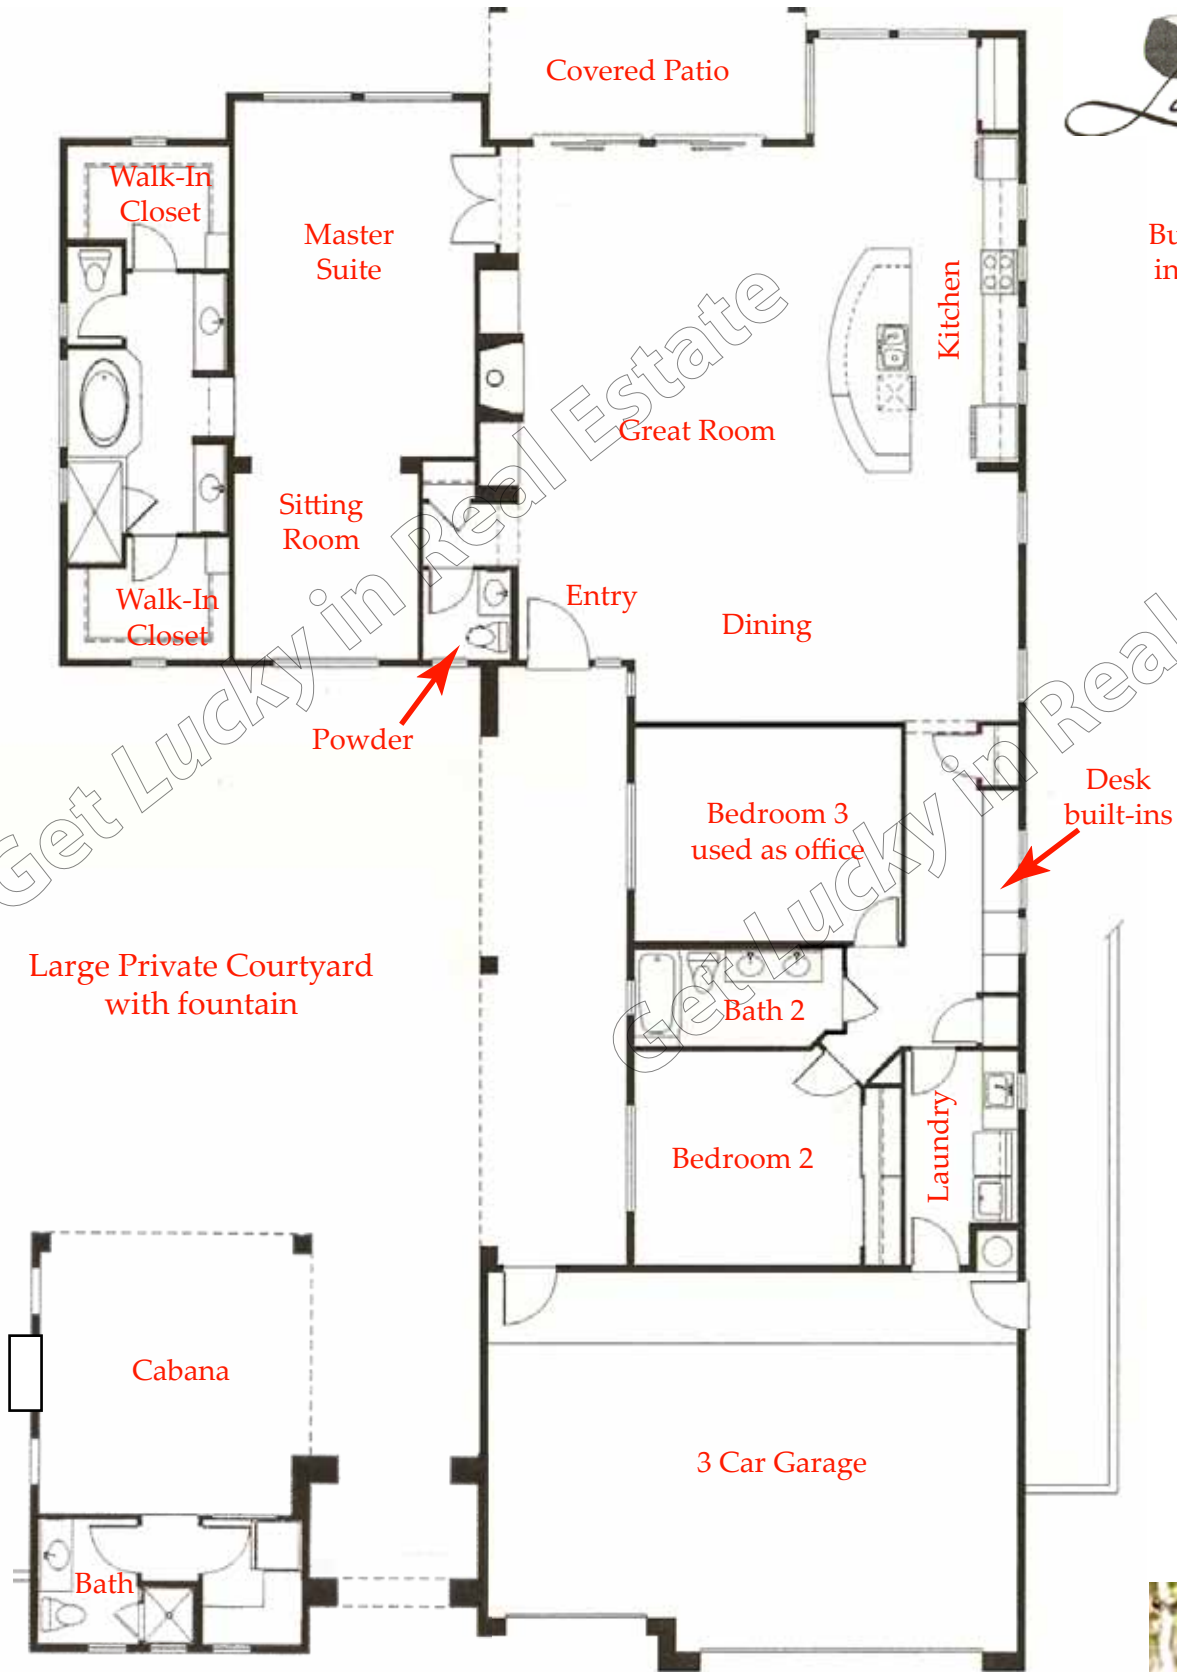 Covered Patio
Walk-In
Closet
Master
Suite
Kitchen
Great Room
Sitting
Room
Walk-In
Closet
Entry
Dining
Powder
Bedroom 3
used as office
Desk
built-ins
Large Private Courtyard
with fountain
Bath 2
Bedroom 2
Laundry
Cabana
3 Car Garage
Bath
Get Lucky in Real Estate
Get Lucky in Real
Bu
in